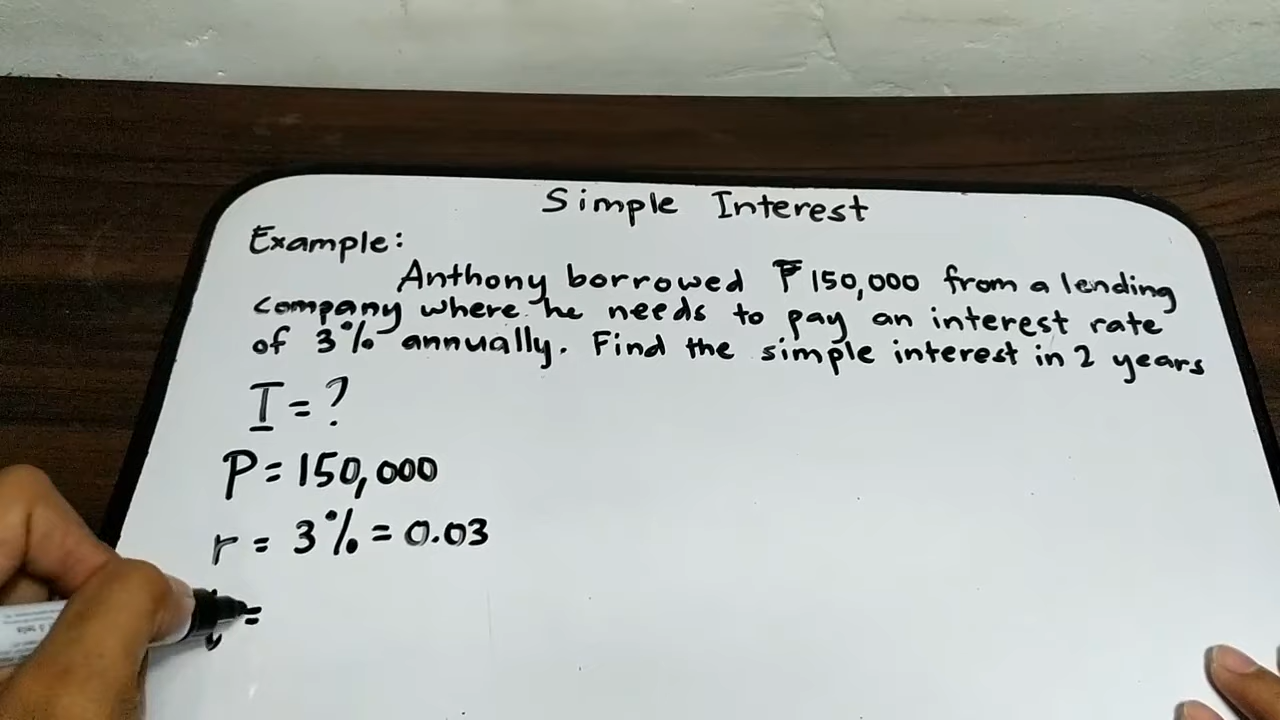 Simple Interest
Example:
Anthony borrowed ₱150,000 from a lending
company where he needs to pay an interest rate
of 3% annually. Find the simple interest in 2 years
I = ?
P = 150,000
r = 3% = 0.03
=